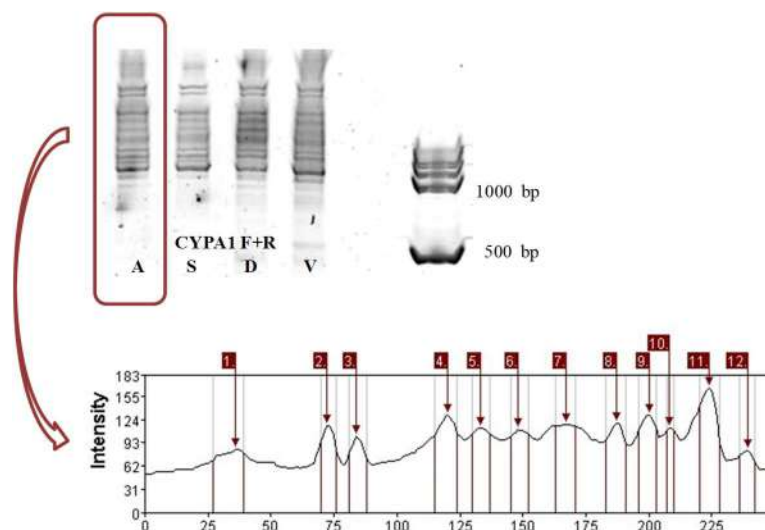 1000 bp
CYPA1 F+R
500 bp
A S D V
10.
1. 2. 3. 4. 5. 6. 7. 8. 9. 11. 12.
183
155
124
93
62
31
0
Intensity
0 25 50 75 100 125 150 175 200 225